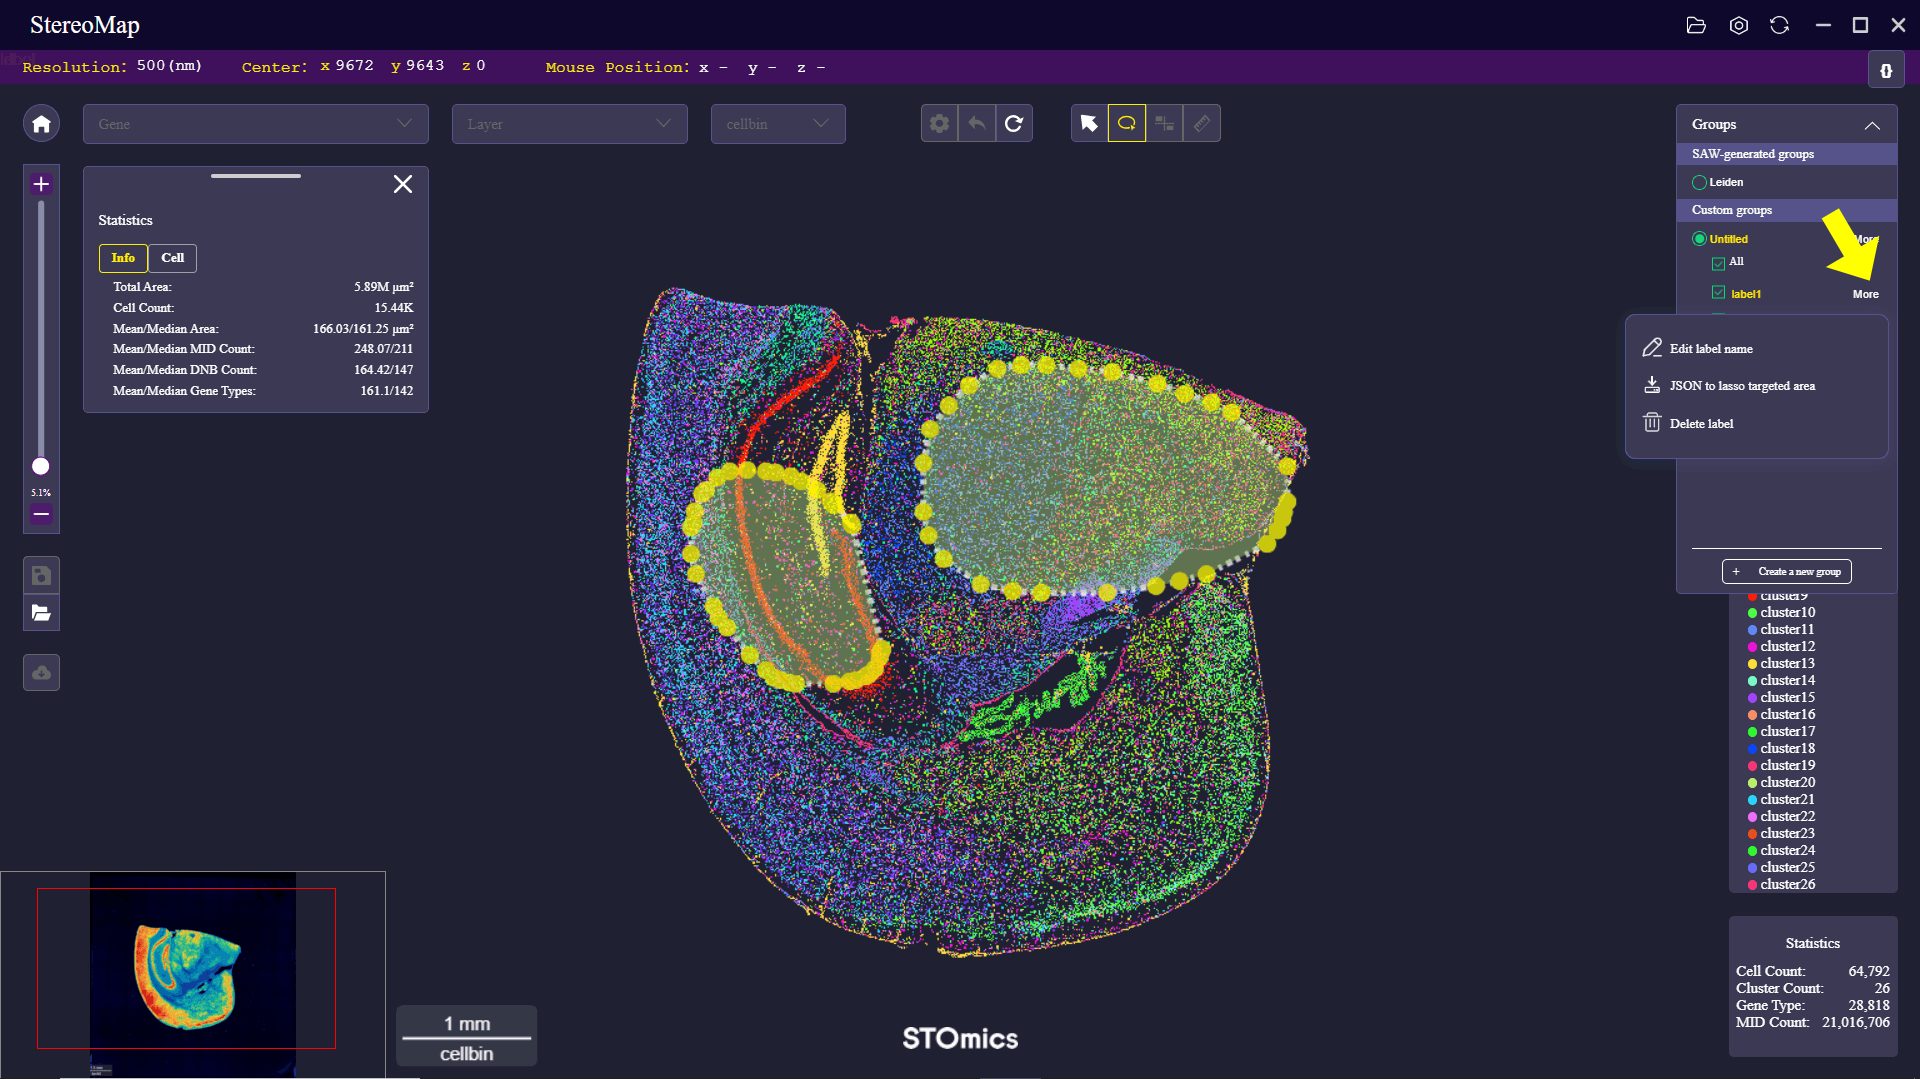 StereoMap
Resolution: 500(nm) Center: x 9672 y 9643 z 0 Mouse Position: x - y - z -
Gene
Layer
cellbin
Groups
SAW-generated groups
Leiden
Custom groups
Untitled More
All
label1 More
Edit label name
JSON to lasso targeted area
Delete label
+ Create a new group
Statistics
Info Cell
Total Area: 5.89M μm²
Cell Count: 15.44K
Mean/Median Area: 166.03/161.25 μm²
Mean/Median MID Count: 248.07/211
Mean/Median DNB Count: 164.42/147
Mean/Median Gene Types: 161.1/142
5.1%
cluster9
cluster10
cluster11
cluster12
cluster13
cluster14
cluster15
cluster16
cluster17
cluster18
cluster19
cluster20
cluster21
cluster22
cluster23
cluster24
cluster25
cluster26
Statistics
Cell Count: 64,792
Cluster Count: 26
Gene Type: 28,818
MID Count: 21,016,706
1 mm
cellbin
STOmics